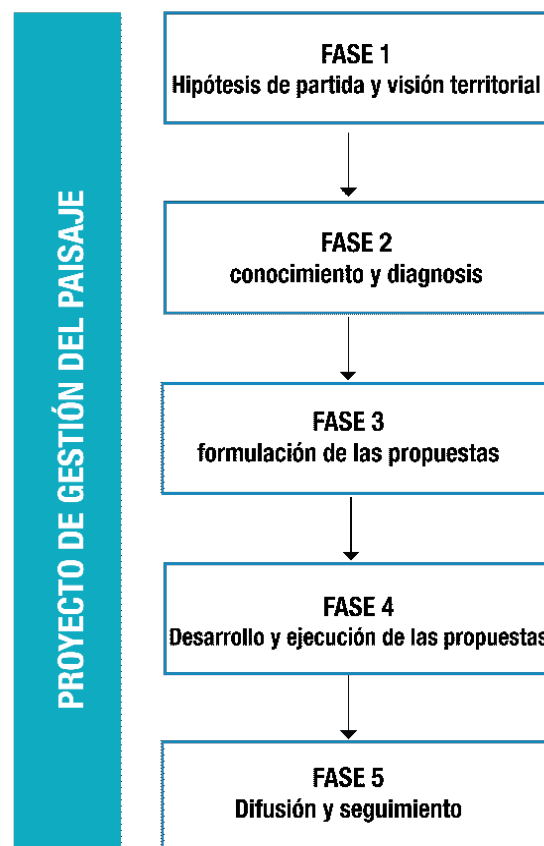 PROYECTO DE GESTIÓN DEL PAISAJE
FASE 1
Hipótesis de partida y visión territorial
FASE 2
conocimiento y diagnosis
FASE 3
formulación de las propuestas
FASE 4
Desarrollo y ejecución de las propuestas
FASE 5
Difusión y seguimiento